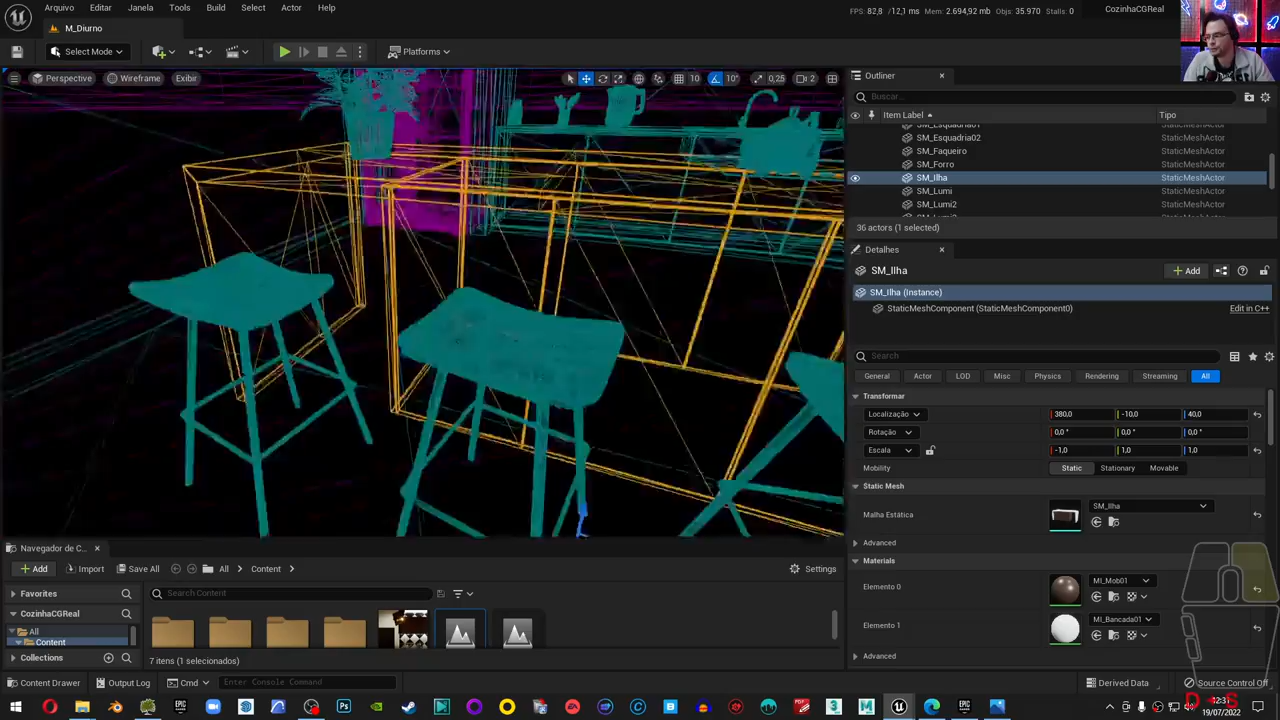 Arquivo Editar Janela Tools Build Select Actor Help
FPS: 82,8 / 12,1 ms Mem: 2.694,92 mb Objs: 35.970 Stalls: 0
CozinhaCGReal
M_Diurno
Select Mode
Platforms
Perspective Wireframe Exibir
10 10° 0,25 2
Outliner
Buscar...
Item Label Tipo
SM_Esquadria01 StaticMeshActor
SM_Esquadria02 StaticMeshActor
SM_Faqueiro StaticMeshActor
SM_Forro StaticMeshActor
SM_Ilha StaticMeshActor
SM_Lumi StaticMeshActor
SM_Lumi2 StaticMeshActor
36 actors (1 selected)
Detalhes
SM_Ilha
Add
SM_Ilha (Instance)
StaticMeshComponent (StaticMeshComponent0) Edit in C++
Search
General Actor LOD Misc Physics Rendering Streaming All
Transformar
Localização 380,0 -10,0 40,0
Rotação 0,0 ° 0,0 ° 0,0 °
Escala -1,0 1,0 1,0
Mobility Static Stationary Movable
Static Mesh
Malha Estática SM_Ilha
Advanced
Materials
Elemento 0 MI_Mob01
Elemento 1 MI_Bancada01
Advanced
Navegador de C...
Add Import Save All All Content Settings
Favorites
Search Content
CozinhaCGReal
All
Content
Collections
7 itens (1 selecionados)
Content Drawer Output Log Cmd Enter Console Command
Derived Data Source Control Off
D + S
12:31
19/07/2022